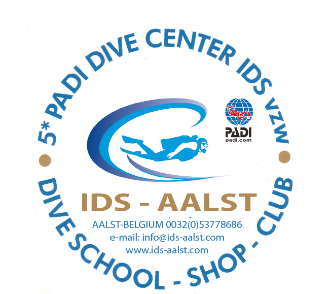 5* PADI DIVE CENTER IDS vzw
PADI
padi.com
IDS - AALST
AALST-BELGIUM 0032(0)53778686
e-mail: info@ids-aalst.com
www.ids-aalst.com
DIVE SCHOOL - SHOP - CLUB